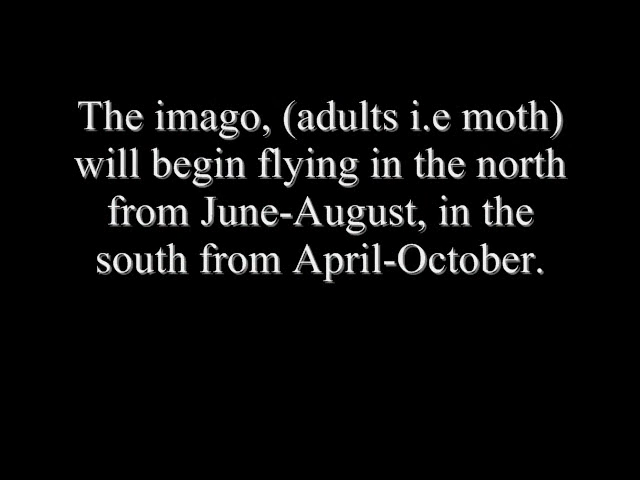 The imago, (adults i.e moth)
will begin flying in the north
from June-August, in the
south from April-October.